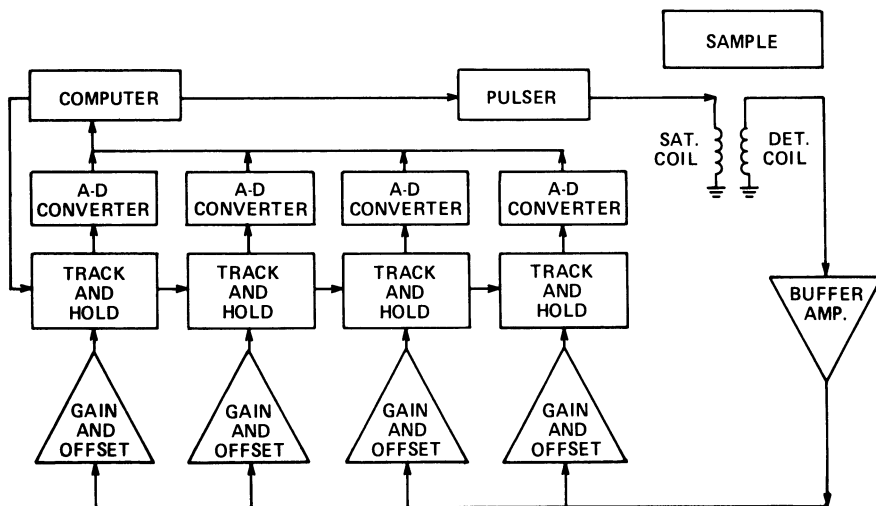 SAMPLE
COMPUTER
PULSER
SAT.
COIL
DET.
COIL
A-D
CONVERTER
A-D
CONVERTER
A-D
CONVERTER
A-D
CONVERTER
TRACK
AND
HOLD
TRACK
AND
HOLD
TRACK
AND
HOLD
TRACK
AND
HOLD
BUFFER
AMP.
GAIN
AND
OFFSET
GAIN
AND
OFFSET
GAIN
AND
OFFSET
GAIN
AND
OFFSET